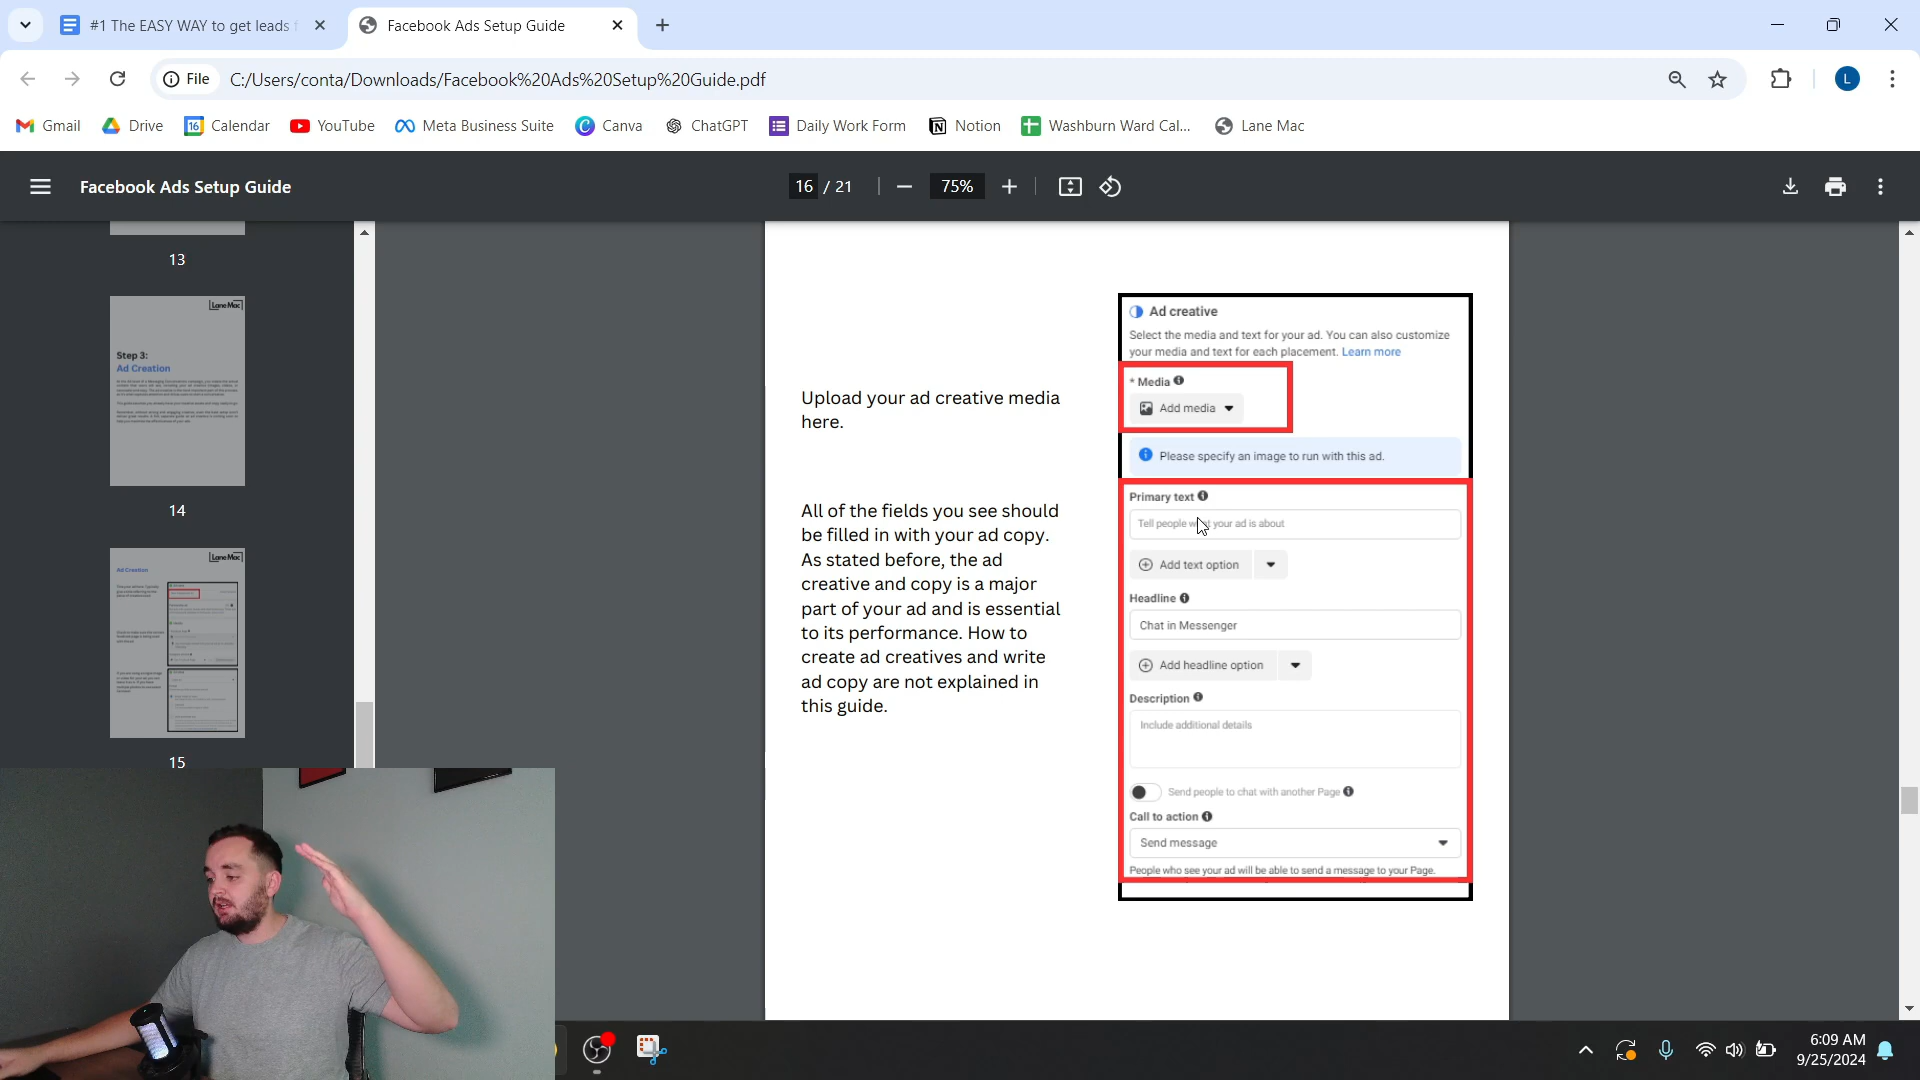 #1 The EASY WAY to get leads f
Facebook Ads Setup Guide
File
C:/Users/conta/Downloads/Facebook%20Ads%20Setup%20Guide.pdf
L
Gmail
Drive
16
Calendar
YouTube
Meta Business Suite
Canva
ChatGPT
Daily Work Form
Notion
Washburn Ward Cal...
Lane Mac
Facebook Ads Setup Guide
16 / 21
75%
13
Lane Mac
Step 3:
Ad Creation
14
Lane Mac
Ad Creation
15
Upload your ad creative media
here.
All of the fields you see should
be filled in with your ad copy.
As stated before, the ad
creative and copy is a major
part of your ad and is essential
to its performance. How to
create ad creatives and write
ad copy are not explained in
this guide.
Ad creative
Select the media and text for your ad. You can also customize
your media and text for each placement. Learn more
* Media
Add media
Please specify an image to run with this ad.
Primary text
Tell people what your ad is about
Add text option
Headline
Chat in Messenger
Add headline option
Description
Include additional details
Send people to chat with another Page
Call to action
Send message
People who see your ad will be able to send a message to your Page.
6:09 AM
9/25/2024